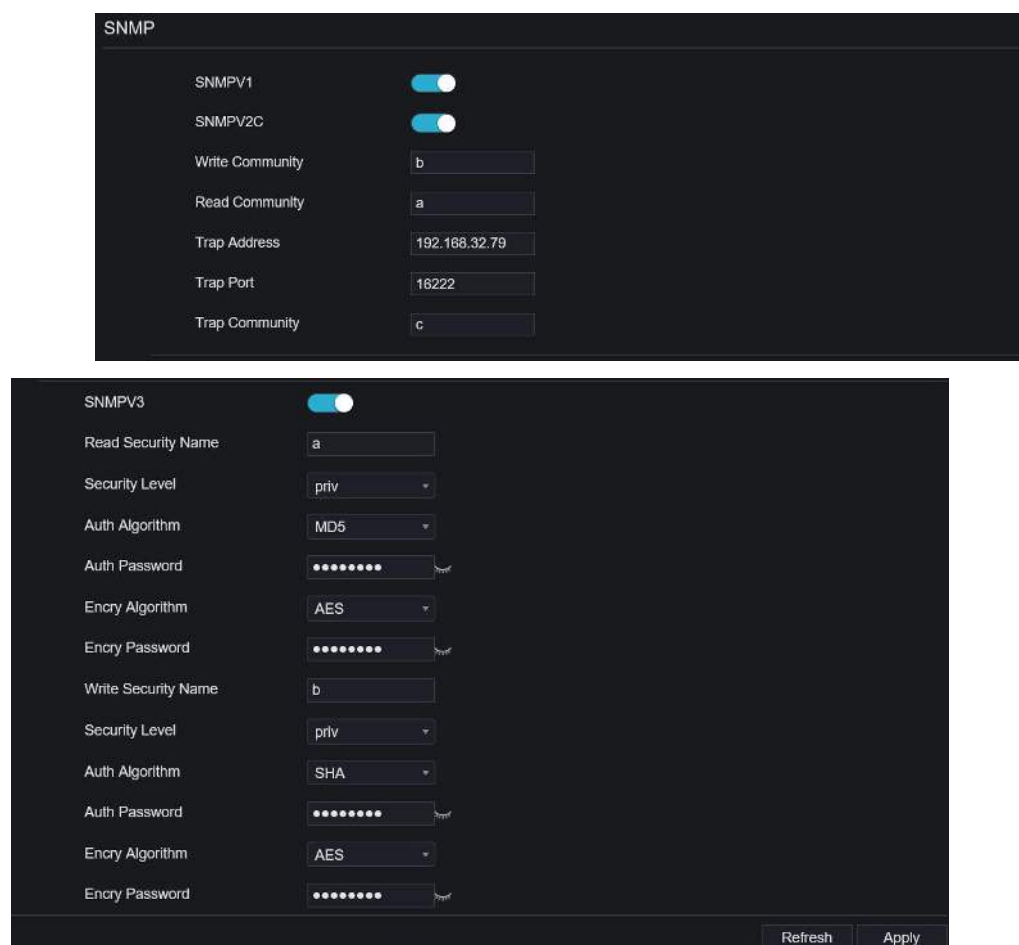 SNMP
SNMPV1
SNMPV2C
Write Community b
Read Community a
Trap Address 192.168.32.79
Trap Port 16222
Trap Community c
SNMPV3
Read Security Name a
Security Level priv
Auth Algorithm MD5
Auth Password ••••••••
Encry Algorithm AES
Encry Password ••••••••
Write Security Name b
Security Level priv
Auth Algorithm SHA
Auth Password ••••••••
Encry Algorithm AES
Encry Password ••••••••
Refresh Apply